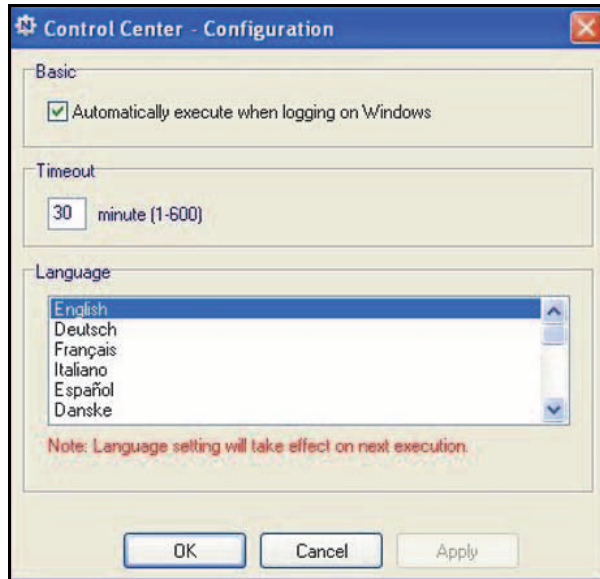 Control Center - Configuration
Basic
Automatically execute when logging on Windows
Timeout
30 minute (1-600)
Language
English
Deutsch
Français
Italiano
Español
Danske
Note: Language setting will take effect on next execution.
OK Cancel Apply